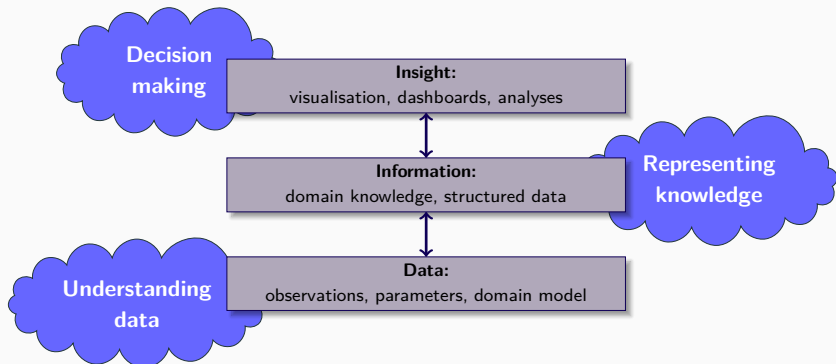 Decision
making
Insight:
visualisation, dashboards, analyses
Information:
domain knowledge, structured data
Representing
knowledge
Understanding
data
Data:
observations, parameters, domain model